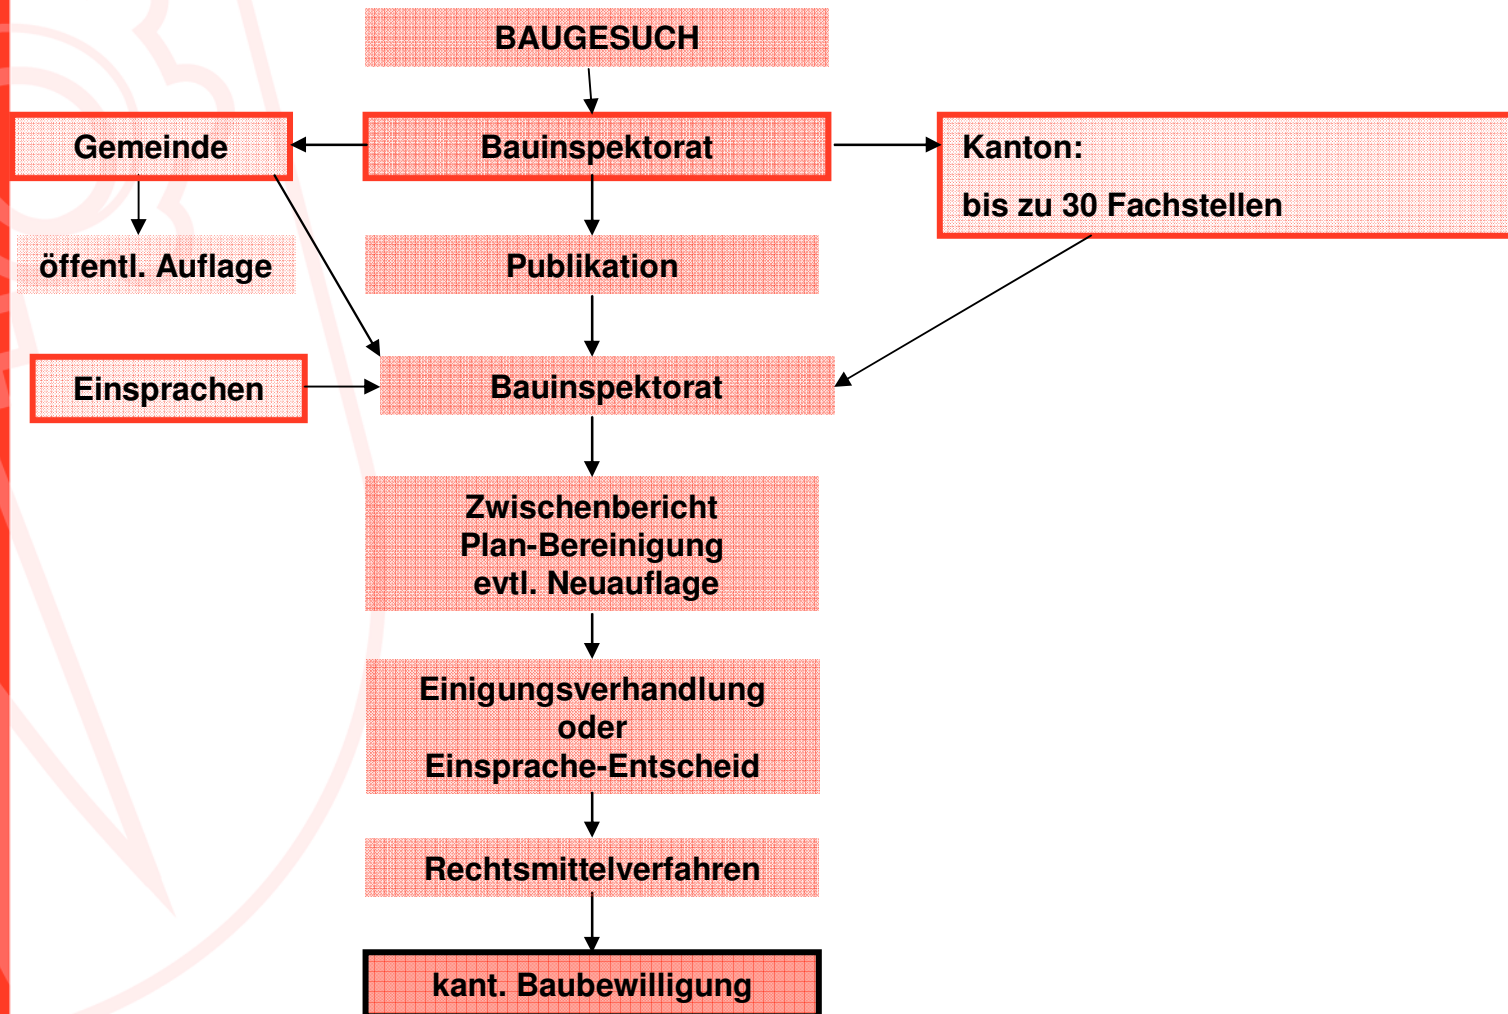 BAUGESUCH
Gemeinde
Bauinspektorat
Kanton:
bis zu 30 Fachstellen
öffentl. Auflage
Publikation
Einsprachen
Bauinspektorat
Zwischenbericht
Plan-Bereinigung
evtl. Neuauflage
Einigungsverhandlung
oder
Einsprache-Entscheid
Rechtsmittelverfahren
kant. Baubewilligung